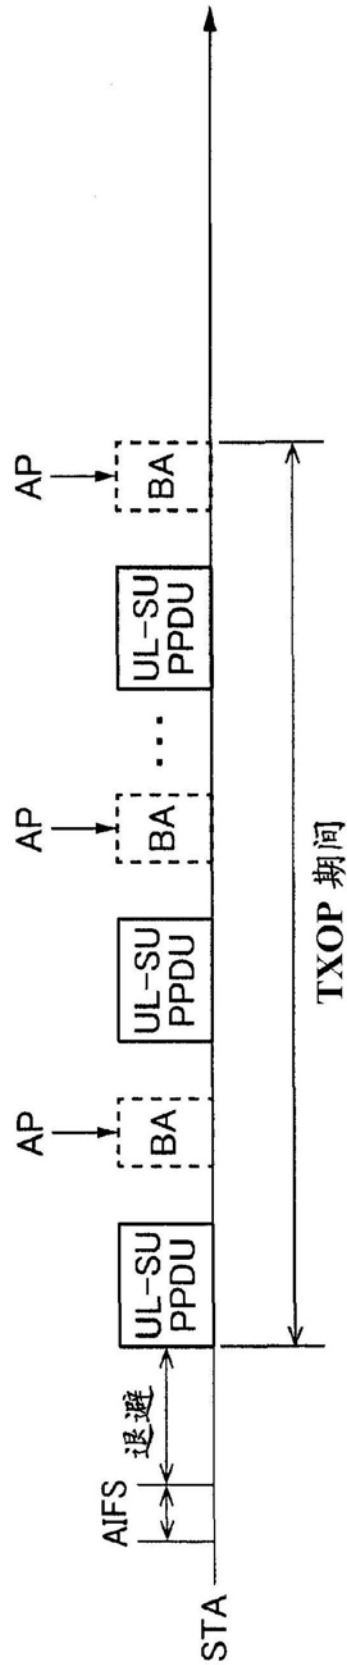 STA
AIFS
退避
UL-SU
PPDU
AP
BA
UL-SU
PPDU
AP
BA
...
UL-SU
PPDU
AP
BA
TXOP 期间